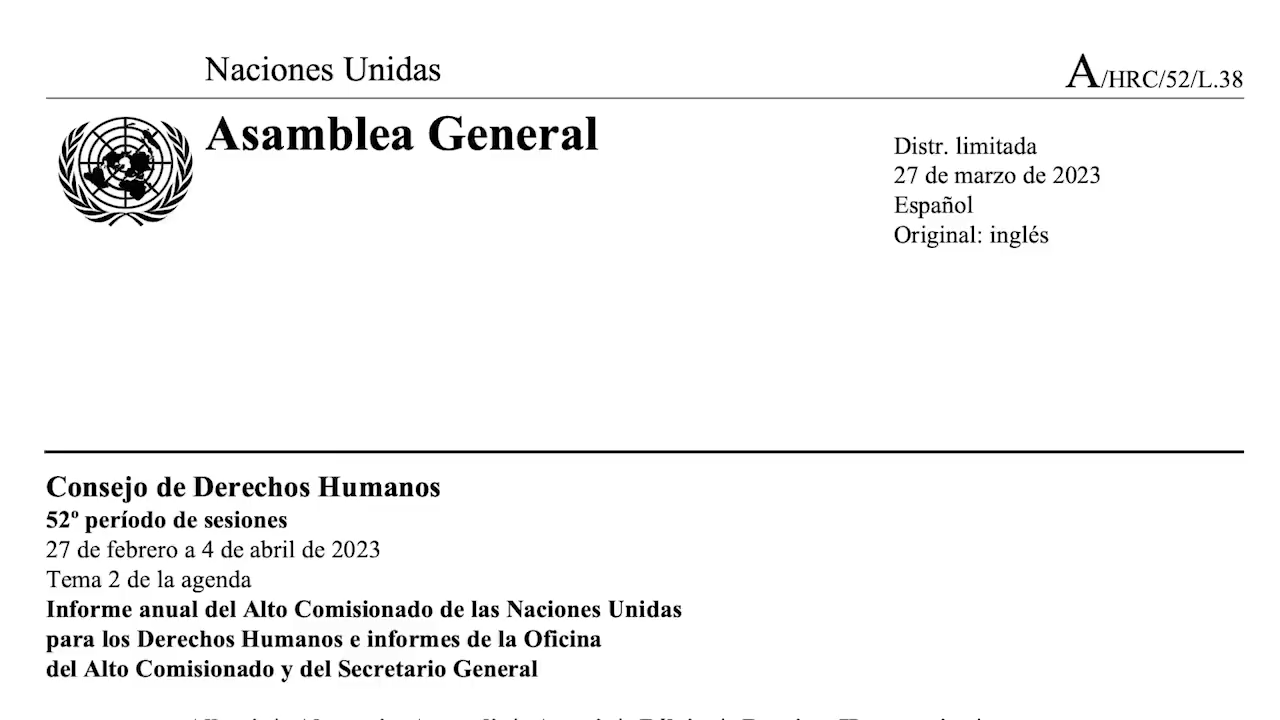 Naciones Unidas
A/HRC/52/L.38
Asamblea General
Distr. limitada
27 de marzo de 2023
Español
Original: inglés
Consejo de Derechos Humanos
52º período de sesiones
27 de febrero a 4 de abril de 2023
Tema 2 de la agenda
Informe anual del Alto Comisionado de las Naciones Unidas
para los Derechos Humanos e informes de la Oficina
del Alto Comisionado y del Secretario General